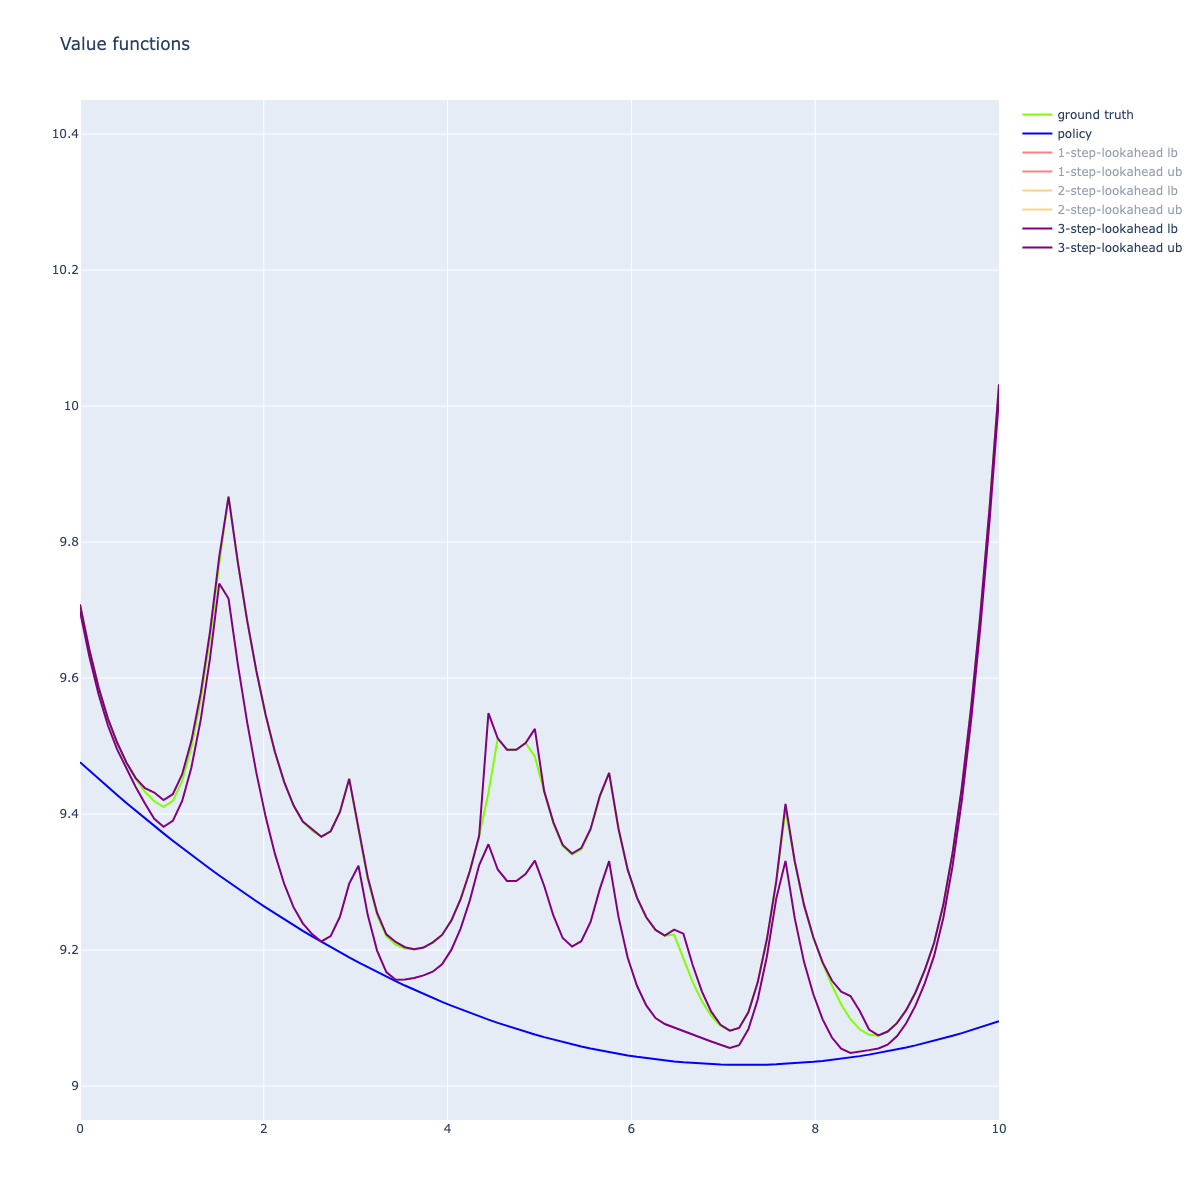 Value functions
10.4
10.2
10
9.8
9.6
9.4
9.2
9
0 2 4 6 8 10
ground truth
policy
1-step-lookahead lb
1-step-lookahead ub
2-step-lookahead lb
2-step-lookahead ub
3-step-lookahead lb
3-step-lookahead ub